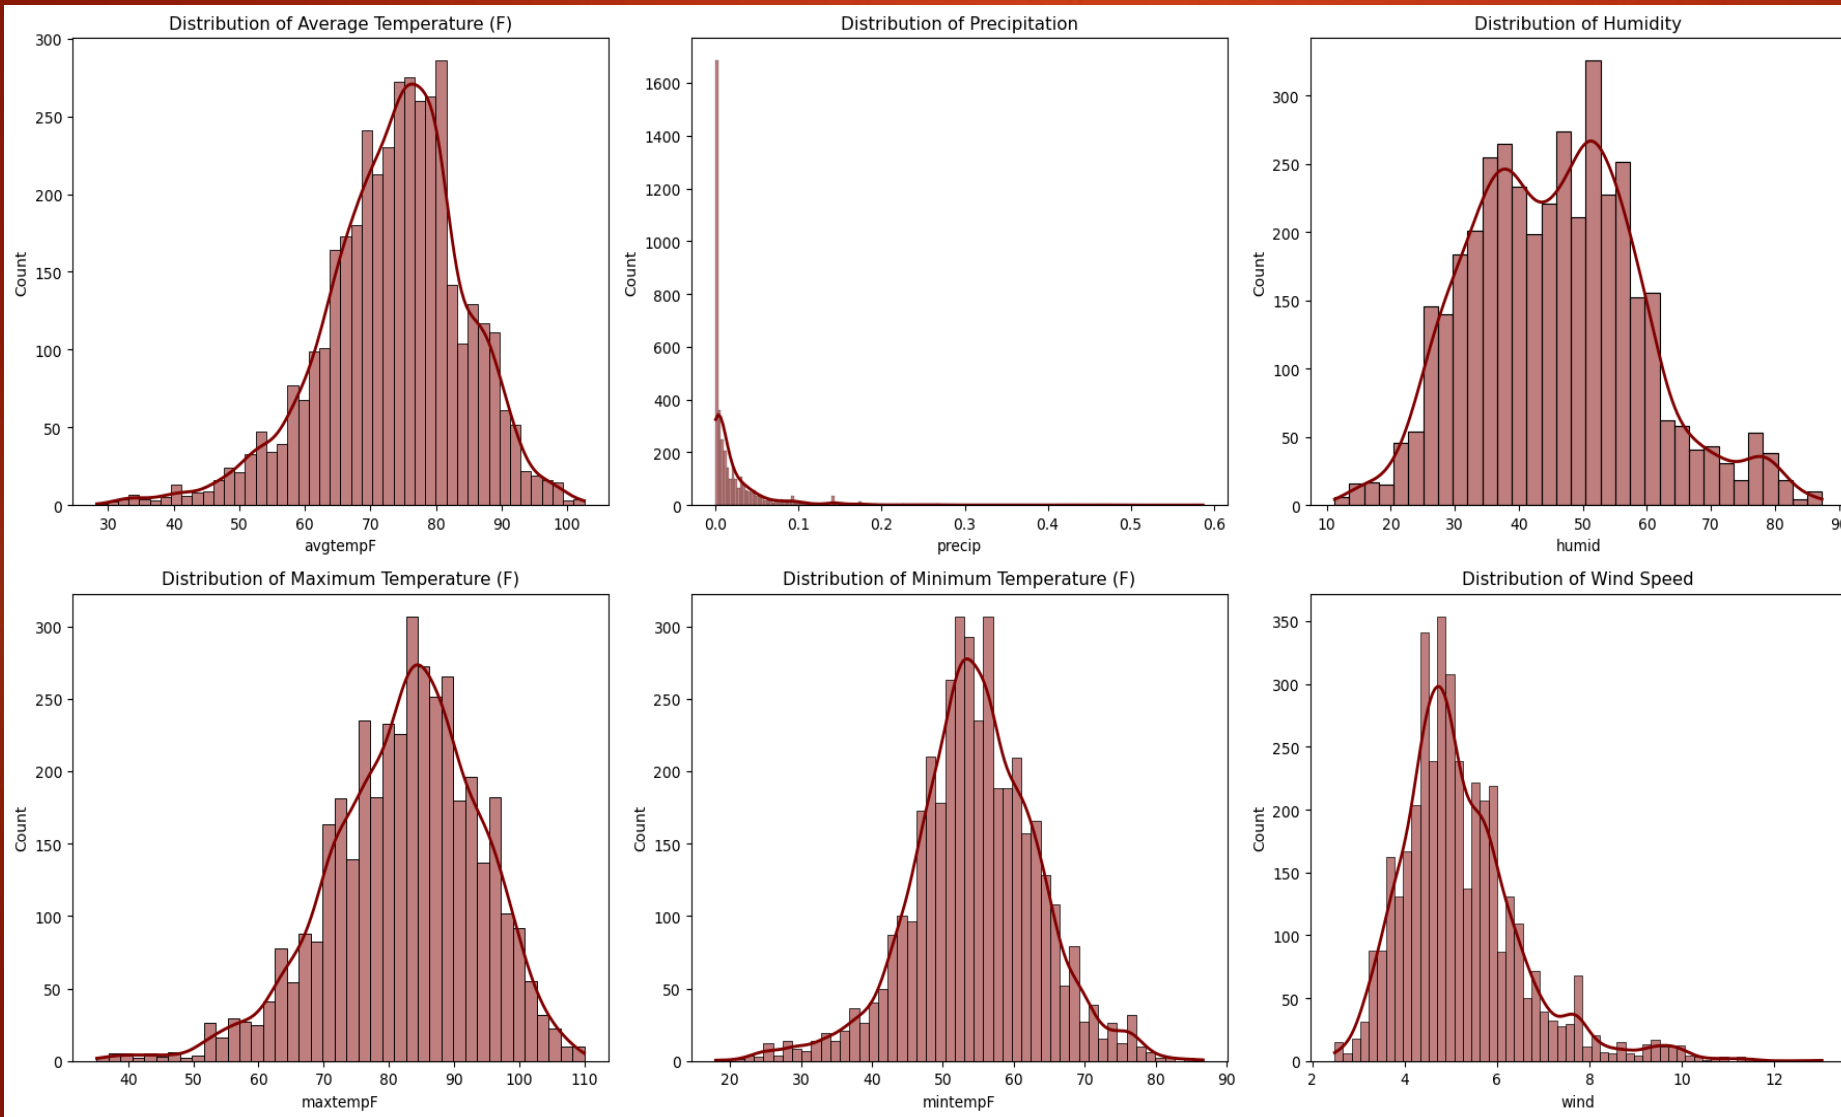 Distribution of Average Temperature (F)
300
250
200
150
100
50
0
Count
30 40 50 60 70 80 90 100
avgtempF
Distribution of Precipitation
1600
1400
1200
1000
800
600
400
200
0
Count
0.0 0.1 0.2 0.3 0.4 0.5 0.6
precip
Distribution of Humidity
300
250
200
150
100
50
0
Count
10 20 30 40 50 60 70 80 90
humid
Distribution of Maximum Temperature (F)
300
250
200
150
100
50
0
Count
40 50 60 70 80 90 100 110
maxtempF
Distribution of Minimum Temperature (F)
300
250
200
150
100
50
0
Count
20 30 40 50 60 70 80 90
mintempF
Distribution of Wind Speed
350
300
250
200
150
100
50
0
Count
2 4 6 8 10 12
wind